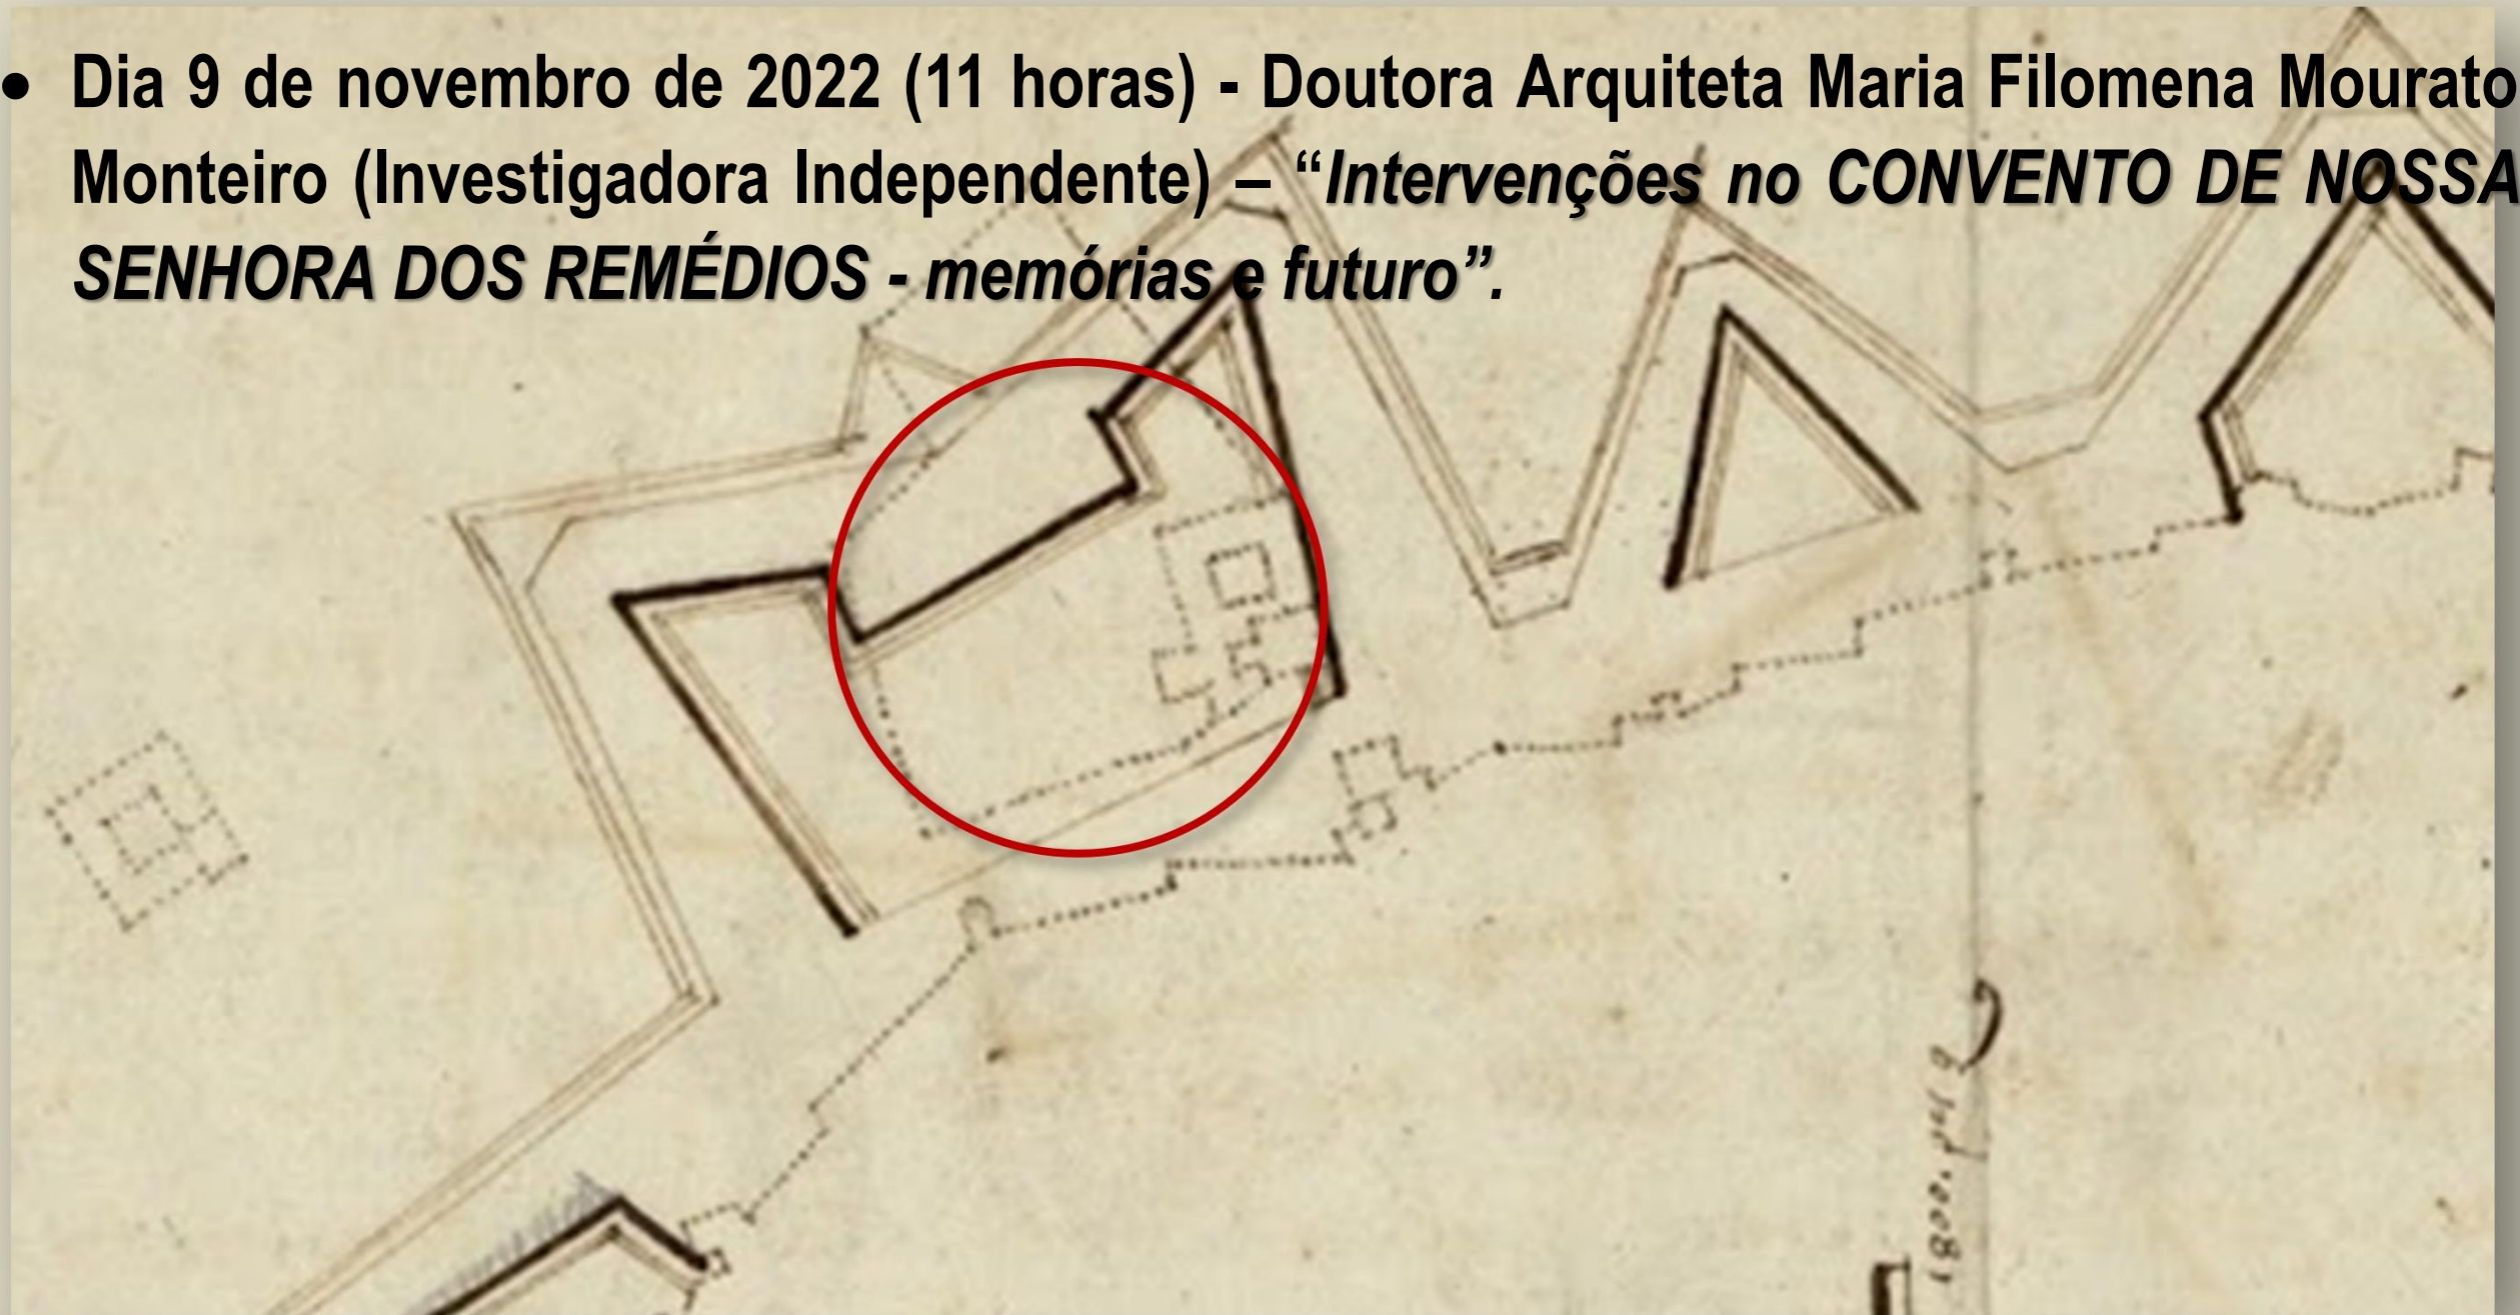 • Dia 9 de novembro de 2022 (11 horas) - Doutora Arquiteta Maria Filomena Mourato
Monteiro (Investigadora Independente) – “Intervenções no CONVENTO DE NOSSA
SENHORA DOS REMÉDIOS - memórias e futuro”.